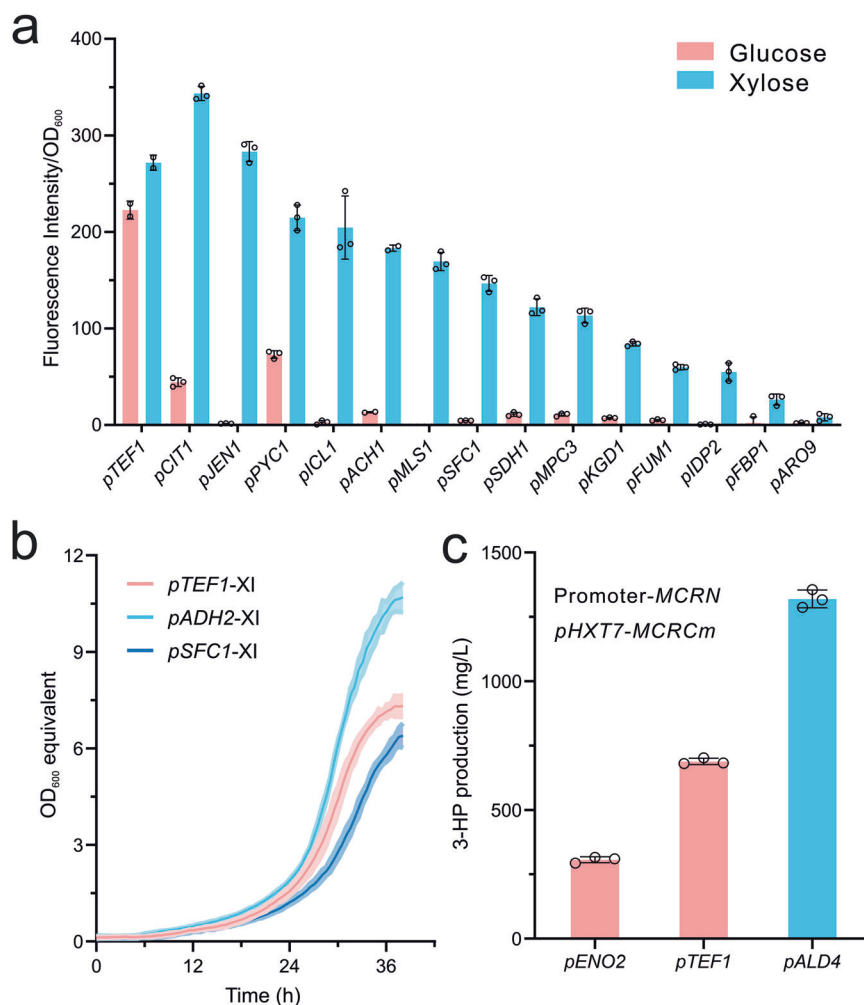 a
Glucose
Xylose
Fluorescence Intensity/OD600
400
300
200
100
0
pTEF1
pCIT1
pJEN1
pPYC1
pICL1
pACH1
pMLS1
pSFC1
pSDH1
pMPC3
pKGD1
pFUM1
pIDP2
pFBP1
pARO9
b
pTEF1-XI
pADH2-XI
pSFC1-XI
OD600 equivalent
12
9
6
3
0
0
12
24
36
Time (h)
c
Promoter-MCRN
pHXT7-MCRCm
3-HP production (mg/L)
1500
1000
500
0
pENO2
pTEF1
pALD4